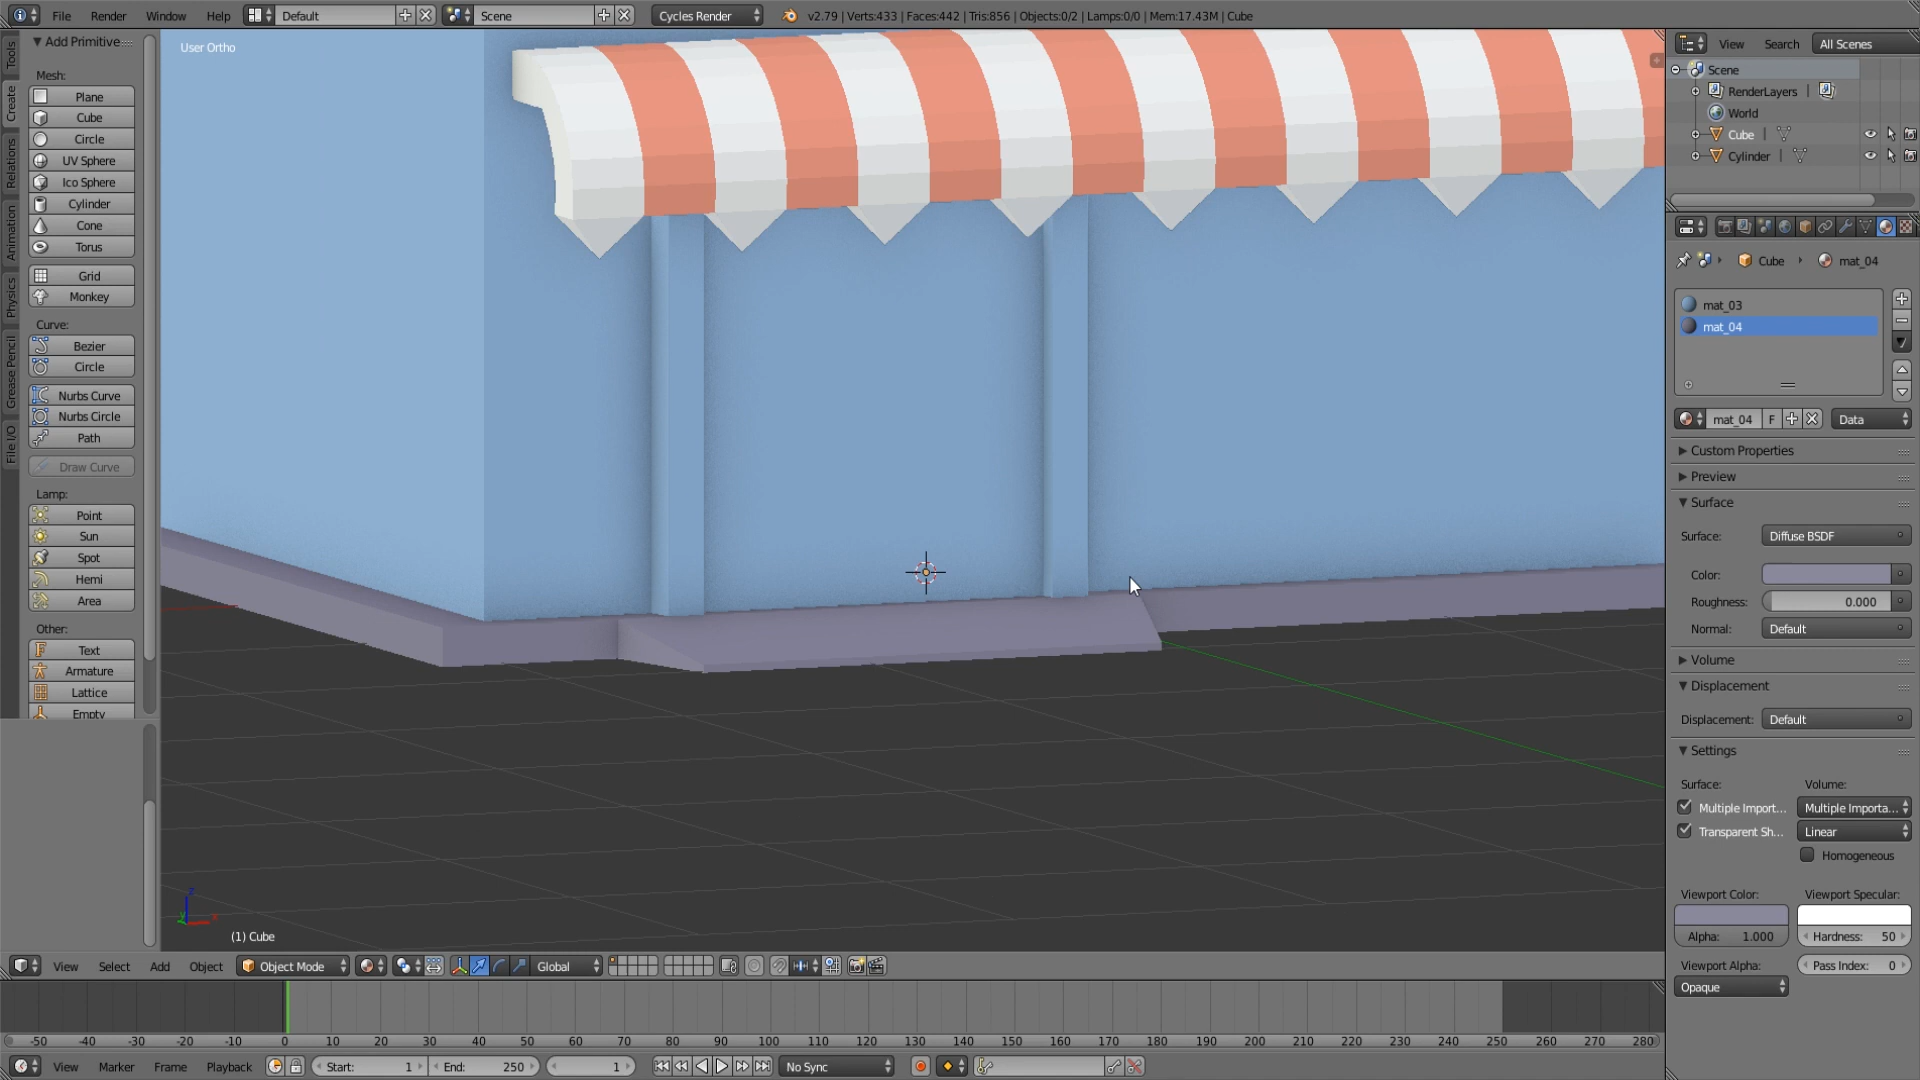 File Render Window Help Default Scene Cycles Render v2.79 | Verts:433 | Faces:442 | Tris:856 | Objects:0/2 | Lamps:0/0 | Mem:17.43M | Cube
Tools
Create
Relations
Animation
Physics
Grease Pencil
File I/O
Add Primitive
Mesh:
Plane
Cube
Circle
UV Sphere
Ico Sphere
Cylinder
Cone
Torus
Grid
Monkey
Curve:
Bezier
Circle
Nurbs Curve
Nurbs Circle
Path
Draw Curve
Lamp:
Point
Sun
Spot
Hemi
Area
Other:
Text
Armature
Lattice
Empty
User Ortho
z
y
x
(1) Cube
View Search All Scenes
Scene
RenderLayers |
World
Cube |
Cylinder |
Cube mat_04
mat_03
mat_04
mat_04 F Data
Custom Properties
Preview
Surface
Surface: Diffuse BSDF
Color:
Roughness: 0.000
Normal: Default
Volume
Displacement
Displacement: Default
Settings
Surface: Volume:
Multiple Import... Multiple Importa...
Transparent Sh... Linear
Homogeneous
Viewport Color: Viewport Specular:
Alpha: 1.000 Hardness: 50
Viewport Alpha: Pass Index: 0
Opaque
View Select Add Object Object Mode Global
-50 -40 -30 -20 -10 0 10 20 30 40 50 60 70 80 90 100 110 120 130 140 150 160 170 180 190 200 210 220 230 240 250 260 270 280
View Marker Frame Playback Start: 1 End: 250 1 No Sync